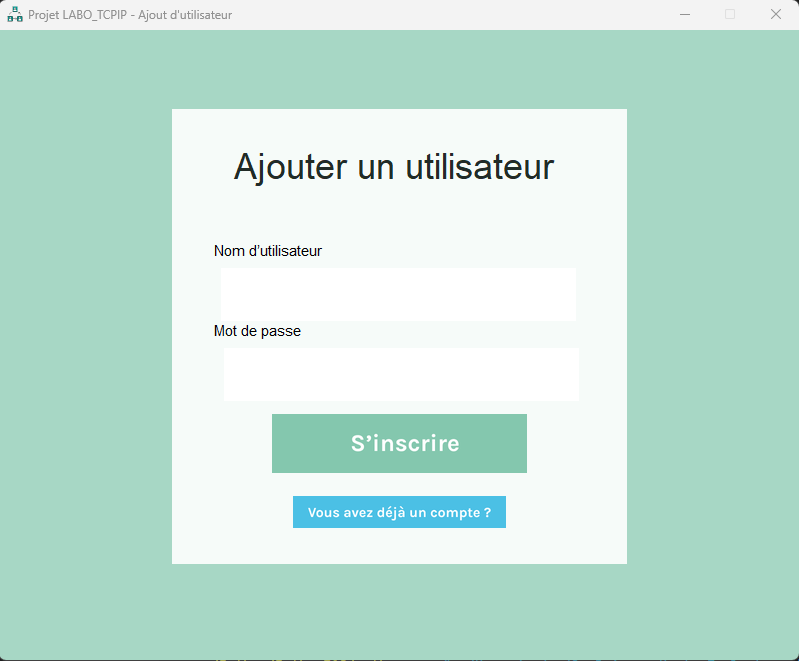 Projet LABO_TCPIP - Ajout d'utilisateur
Ajouter un utilisateur
Nom d'utilisateur
Mot de passe
S'inscrire
Vous avez déjà un compte ?